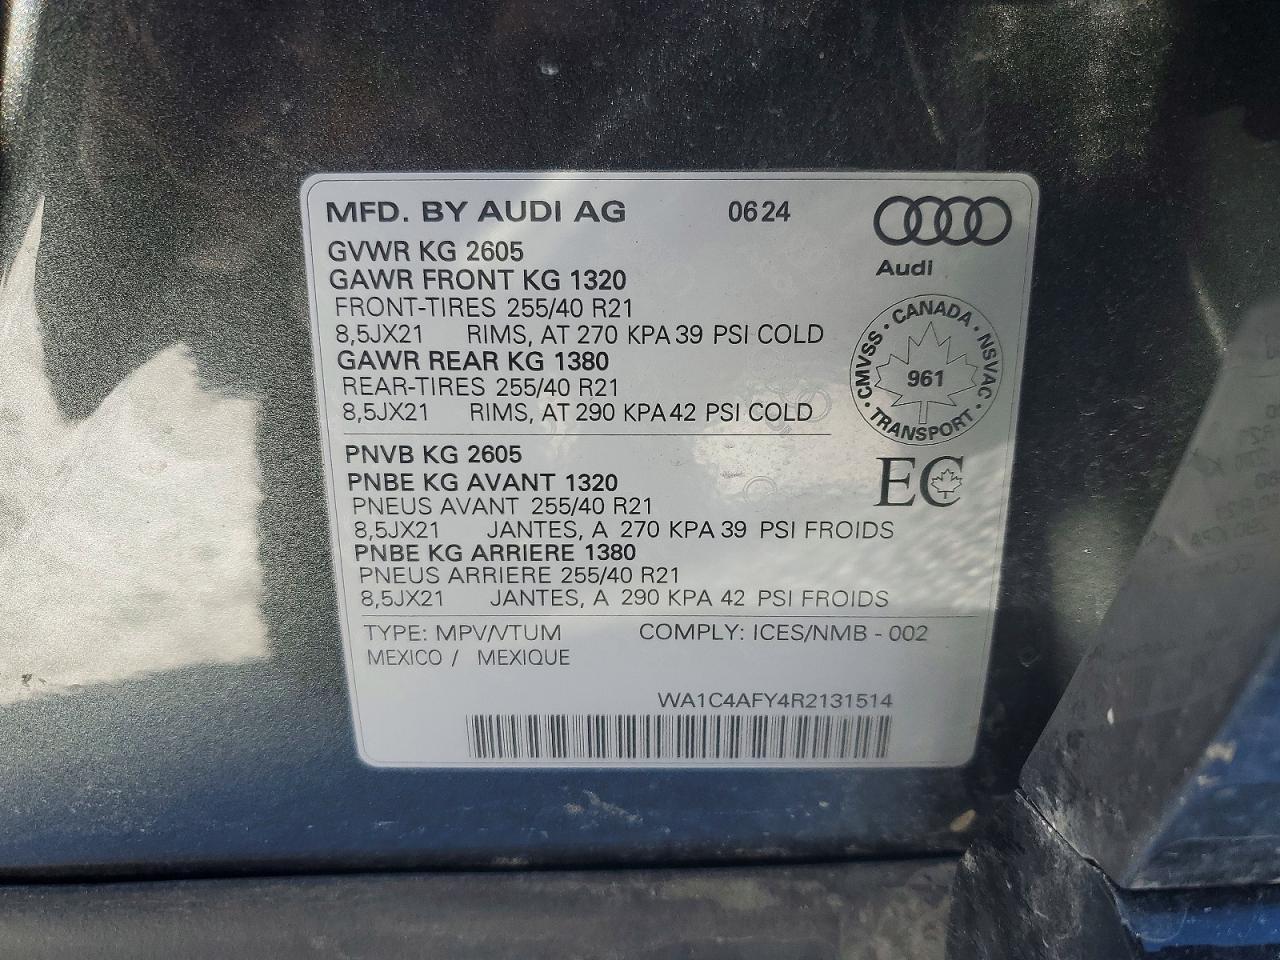 MFD. BY AUDI AG 0624
Audi
GVWR KG 2605
GAWR FRONT KG 1320
FRONT-TIRES 255/40 R21
8,5JX21 RIMS, AT 270 KPA 39 PSI COLD
GAWR REAR KG 1380
REAR-TIRES 255/40 R21
8,5JX21 RIMS, AT 290 KPA 42 PSI COLD
CANADA · NSVAC · TRANSPORT · CMVSS ·
961
PNVB KG 2605
PNBE KG AVANT 1320
PNEUS AVANT 255/40 R21
8,5JX21 JANTES, A 270 KPA 39 PSI FROIDS
PNBE KG ARRIERE 1380
PNEUS ARRIERE 255/40 R21
8,5JX21 JANTES, A 290 KPA 42 PSI FROIDS
EC
TYPE: MPV/VTUM COMPLY: ICES/NMB - 002
MEXICO / MEXIQUE
WA1C4AFY4R2131514